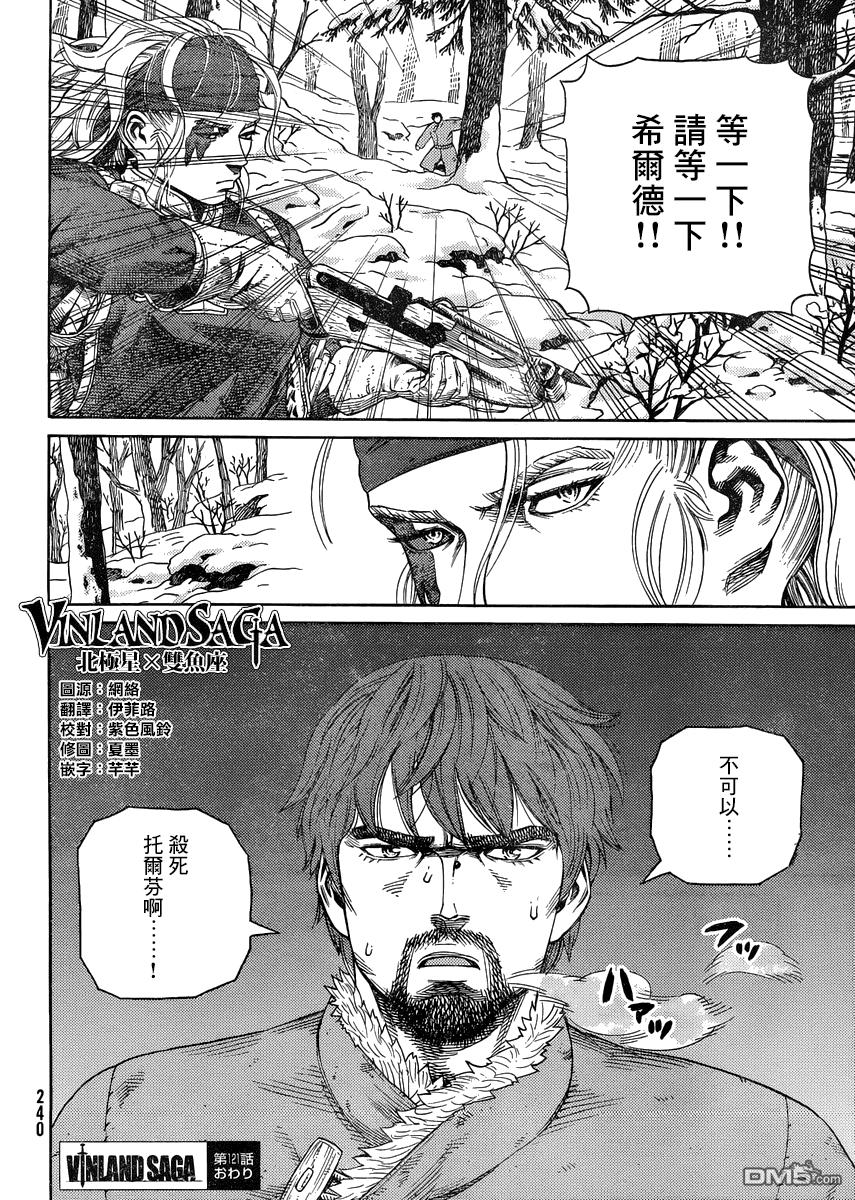 等一下!!
請等一下
希爾德!!
VINLAND SAGA
北極星×雙魚座
圖源：網絡
翻譯：伊菲路
校對：紫色風鈴
修圖：夏墨
嵌字：芊芊
不可以……
殺死
托爾芬啊……！
フッ
ハァッ
240
VINLAND SAGA
第121話
おわり
DM5.com